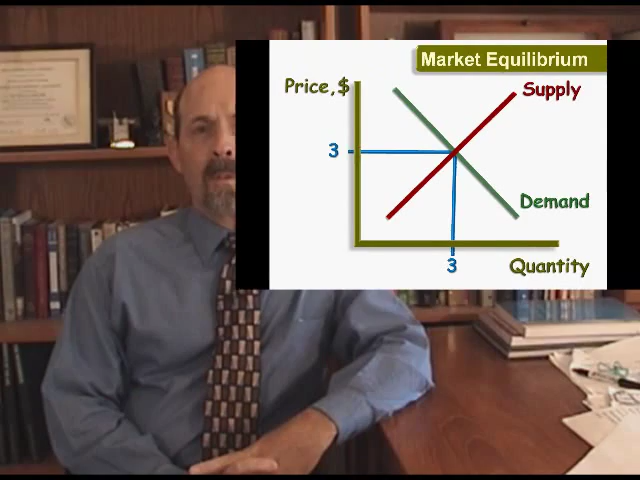 Market Equilibrium
Price,$
Supply
3
Demand
3
Quantity